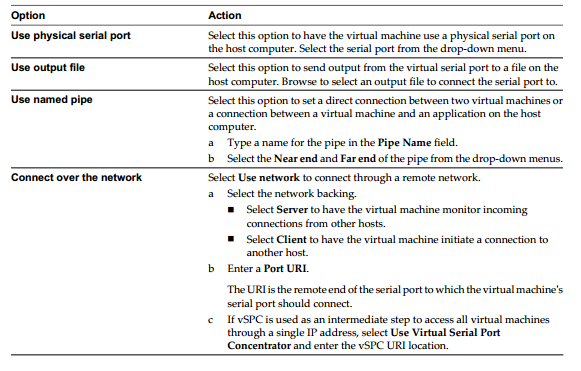 Option Action
Use physical serial port Select this option to have the virtual machine use a physical serial port on
the host computer. Select the serial port from the drop-down menu.
Use output file Select this option to send output from the virtual serial port to a file on the
host computer. Browse to select an output file to connect the serial port to.
Use named pipe Select this option to set a direct connection between two virtual machines or
a connection between a virtual machine and an application on the host
computer.
a Type a name for the pipe in the Pipe Name field.
b Select the Near end and Far end of the pipe from the drop-down menus.
Connect over the network Select Use network to connect through a remote network.
a Select the network backing.
■ Select Server to have the virtual machine monitor incoming
connections from other hosts.
■ Select Client to have the virtual machine initiate a connection to
another host.
b Enter a Port URI.
The URI is the remote end of the serial port to which the virtual machine's
serial port should connect.
c If vSPC is used as an intermediate step to access all virtual machines
through a single IP address, select Use Virtual Serial Port
Concentrator and enter the vSPC URI location.